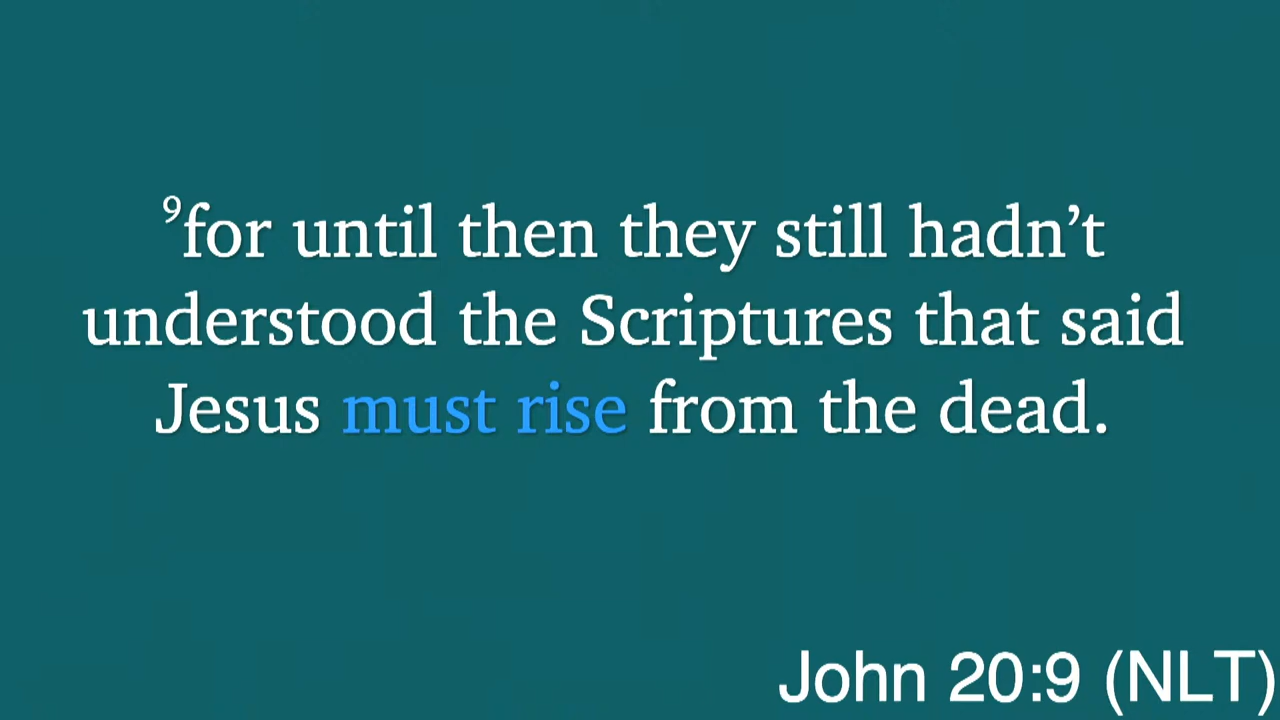 ⁹for until then they still hadn’t
understood the Scriptures that said
Jesus must rise from the dead.
John 20:9 (NLT)